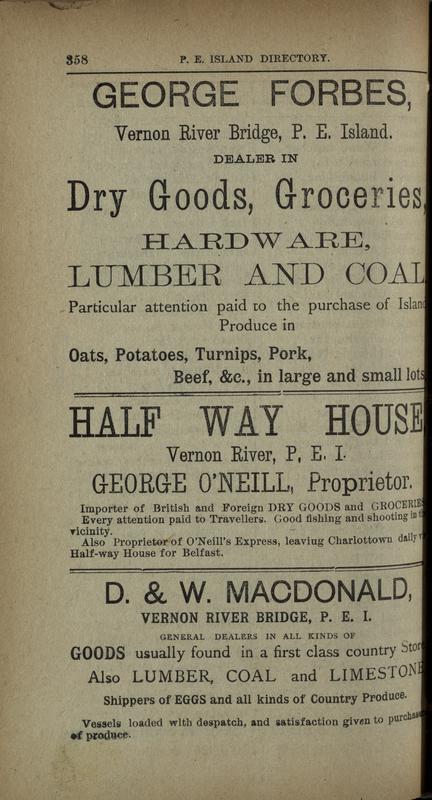 358 P. E. ISLAND DIRECTORY.
GEORGE FORBES,
Vernon River Bridge, P. E. Island.
DEALER IN
Dry Goods, Groceries,
HARDWARE,
LUMBER AND COAL
Particular attention paid to the purchase of Island
Produce in
Oats, Potatoes, Turnips, Pork,
Beef, &c., in large and small lots
HALF WAY HOUSE
Vernon River, P, E. I.
GEORGE O'NEILL, Proprietor.
Importer of British and Foreign DRY GOODS and GROCERIES
Every attention paid to Travellers. Good fishing and shooting in
vicinity.
Also Proprietor of O'Neill's Express, leaving Charlottown daily
Half-way House for Belfast.
D. & W. MACDONALD,
VERNON RIVER BRIDGE, P. E. I.
GENERAL DEALERS IN ALL KINDS OF
GOODS usually found in a first class country Stor
Also LUMBER, COAL and LIMESTONE
Shippers of EGGS and all kinds of Country Produce.
Vessels loaded with despatch, and satisfaction given to purchase
of produce.